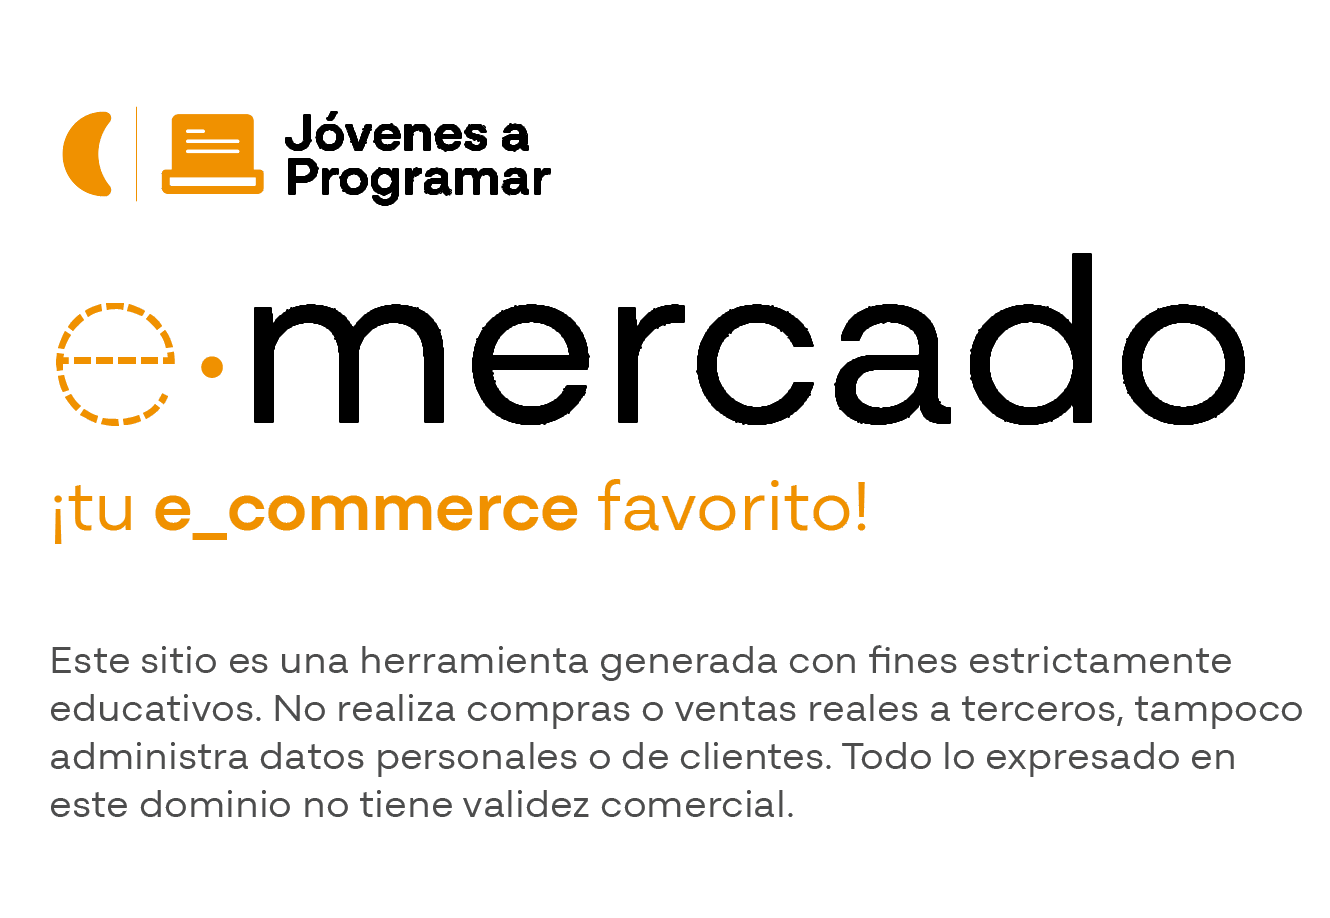 Jóvenes a
Programar
e·mercado
¡tu e_commerce favorito!
Este sitio es una herramienta generada con fines estrictamente
educativos. No realiza compras o ventas reales a terceros, tampoco
administra datos personales o de clientes. Todo lo expresado en
este dominio no tiene validez comercial.